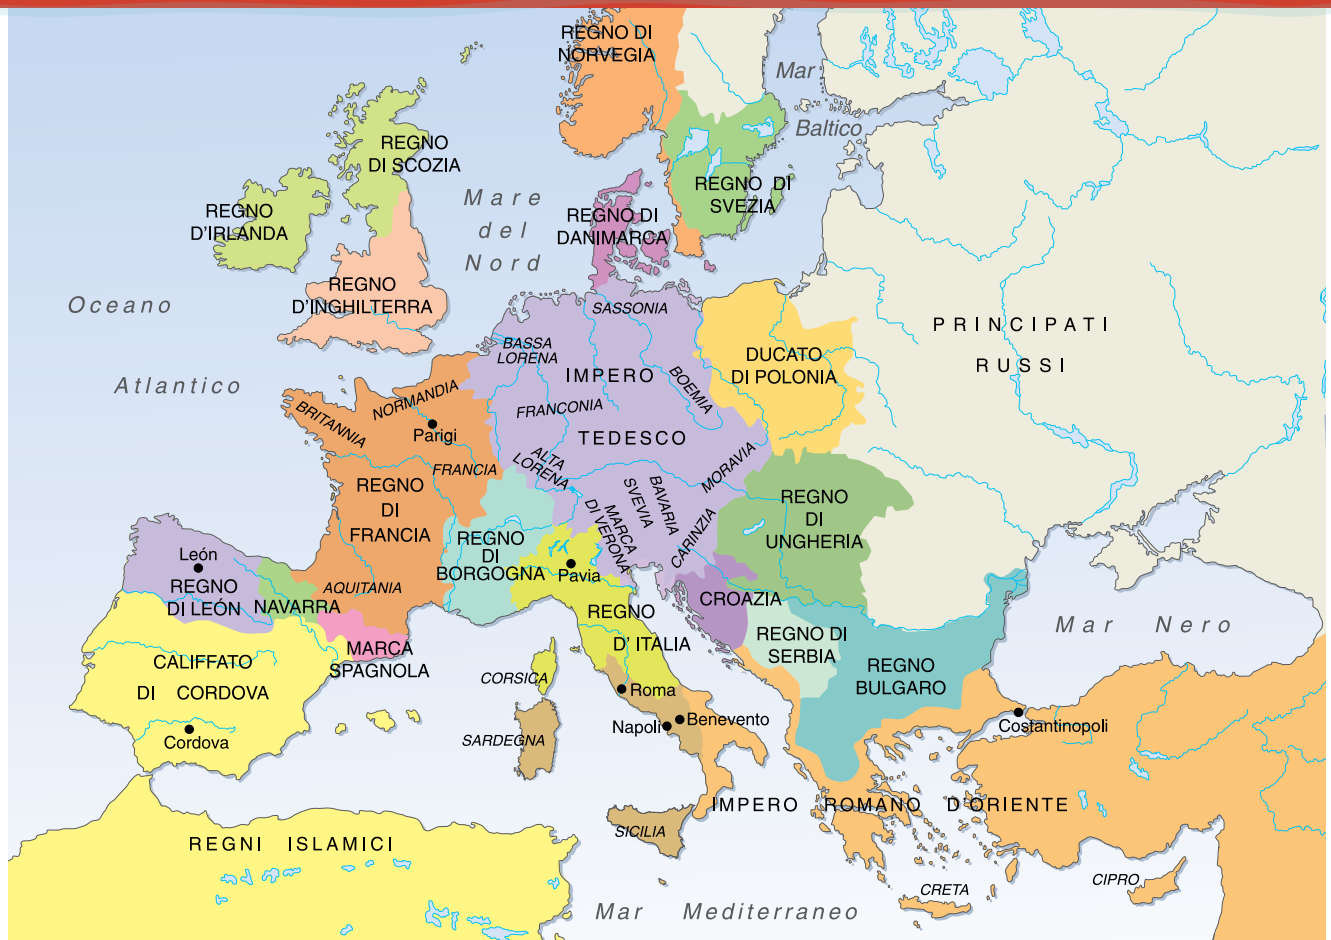 REGNO DI
NORVEGIA
Mar
Baltico
REGNO
DI SCOZIA
REGNO DI
SVEZIA
Mare
del
Nord
REGNO
D'IRLANDA
REGNO DI
DANIMARCA
REGNO
D'INGHILTERRA
Oceano
Atlantico
SASSONIA
PRINCIPATI
RUSSI
BASSA
LORENA
IMPERO
TEDESCO
BOEMIA
DUCATO
DI POLONIA
NORMANDIA
BRITANNIA
Parigi
FRANCONIA
FRANCIA
ALTA
LORENA
MORAVIA
REGNO
DI
FRANCIA
BAVARIA
SVEVIA
MARCA
DI VERONA
CARINZIA
REGNO
DI
UNGHERIA
REGNO
DI
BORGOGNA
León
REGNO
DI LEÓN
NAVARRA
AQUITANIA
Pavia
CROAZIA
REGNO
D' ITALIA
REGNO DI
SERBIA
Mar Nero
MARCA
SPAGNOLA
CALIFFATO
DI CORDOVA
REGNO
BULGARO
CORSICA
Roma
Napoli
Benevento
Costantinopoli
Cordova
SARDEGNA
IMPERO ROMANO D'ORIENTE
SICILIA
REGNI ISLAMICI
CRETA
CIPRO
Mar Mediterraneo